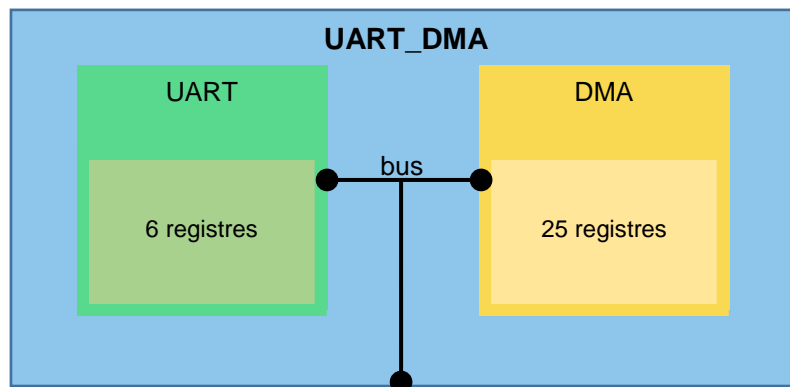 UART_DMA
UART
DMA
bus
6 registres
25 registres